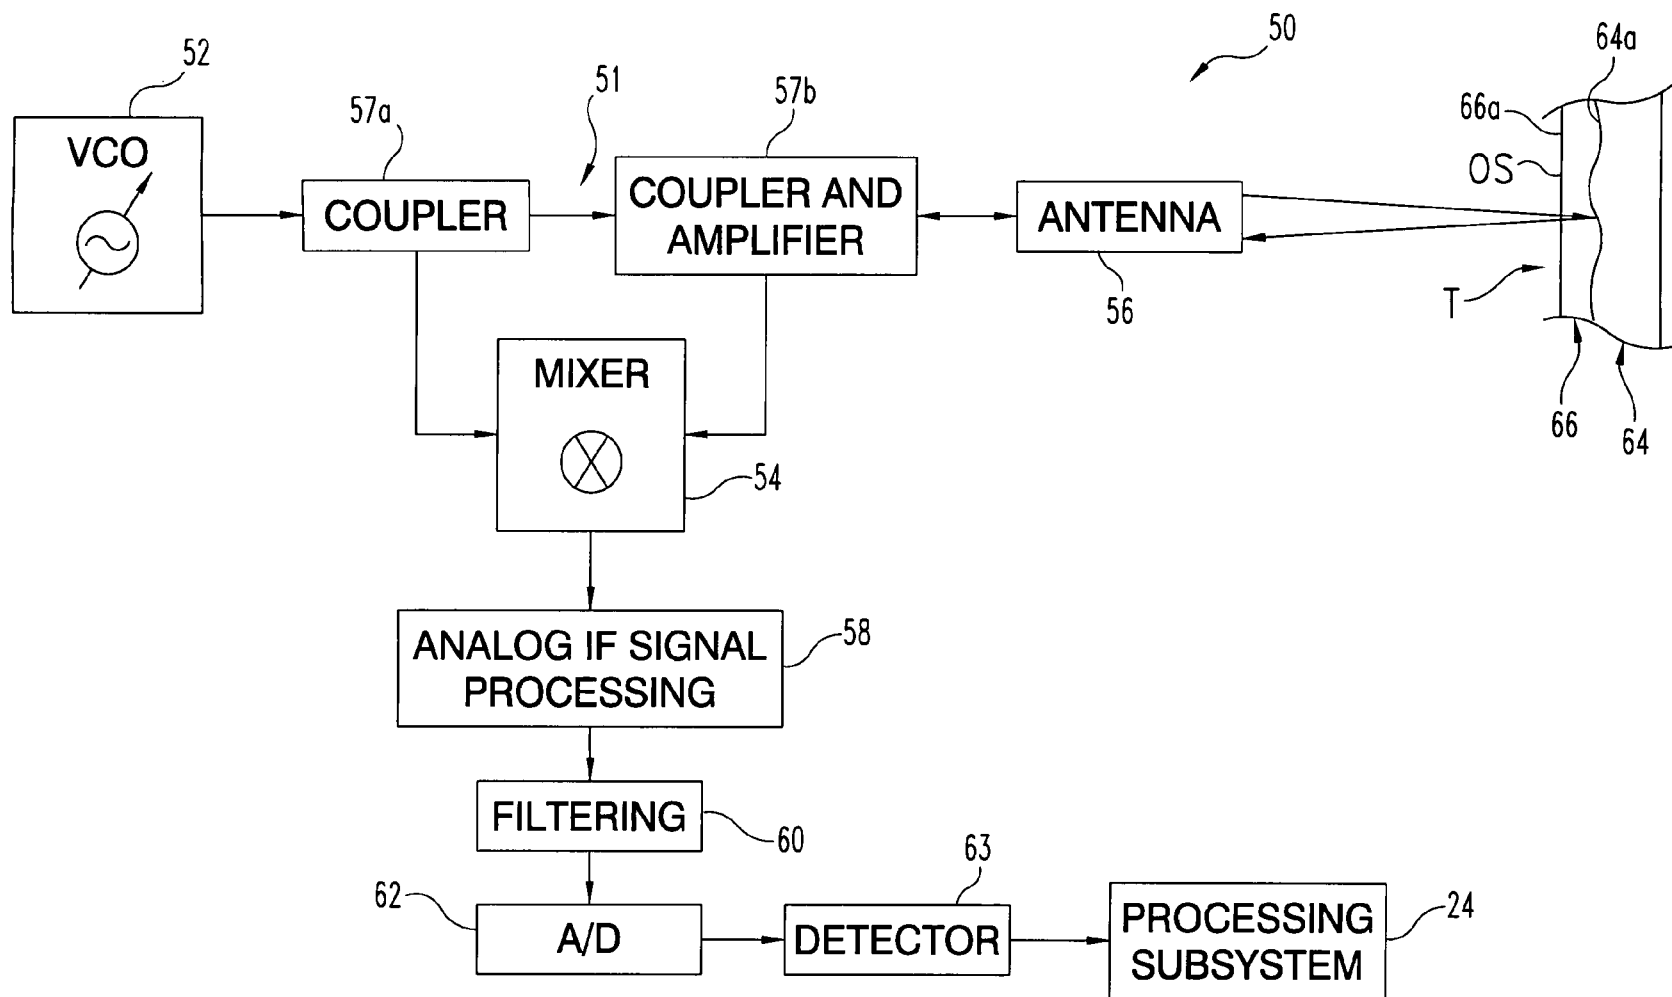 52
VCO
57a
COUPLER
51
57b
COUPLER AND
AMPLIFIER
50
ANTENNA
56
64a
66a
OS
T
66
64
MIXER
54
ANALOG IF SIGNAL
PROCESSING
58
FILTERING
60
62
A/D
63
DETECTOR
PROCESSING
SUBSYSTEM
24